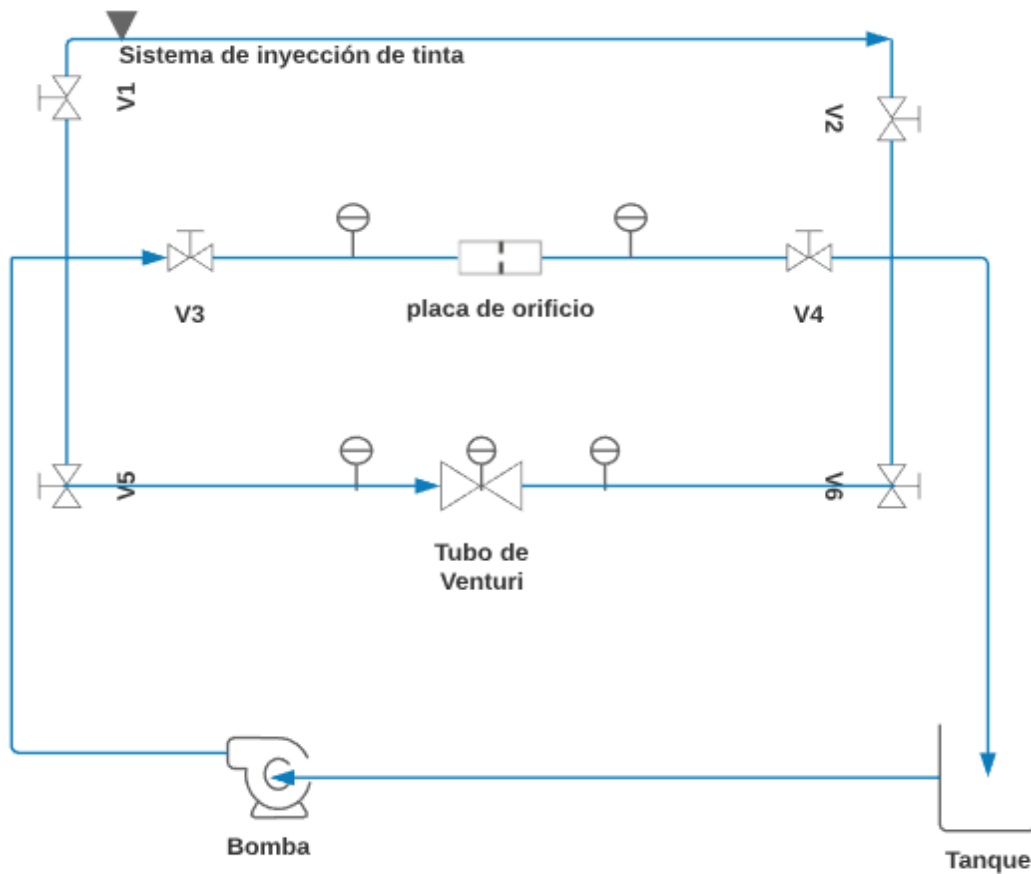 Sistema de inyección de tinta
V1
V2
V3
placa de orificio
V4
V5
V6
Tubo de
Venturi
Bomba
Tanque